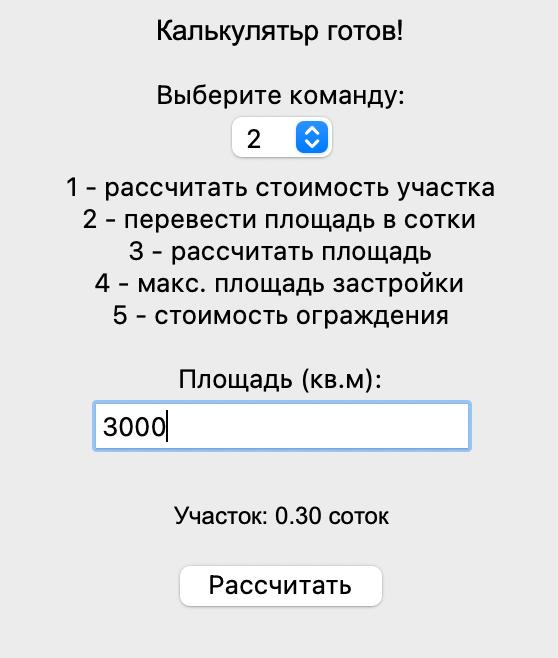 Калькулятьр готов!
Выберите команду:
2
1 - рассчитать стоимость участка
2 - перевести площадь в сотки
3 - рассчитать площадь
4 - макс. площадь застройки
5 - стоимость ограждения
Площадь (кв.м):
3000
Участок: 0.30 соток
Рассчитать